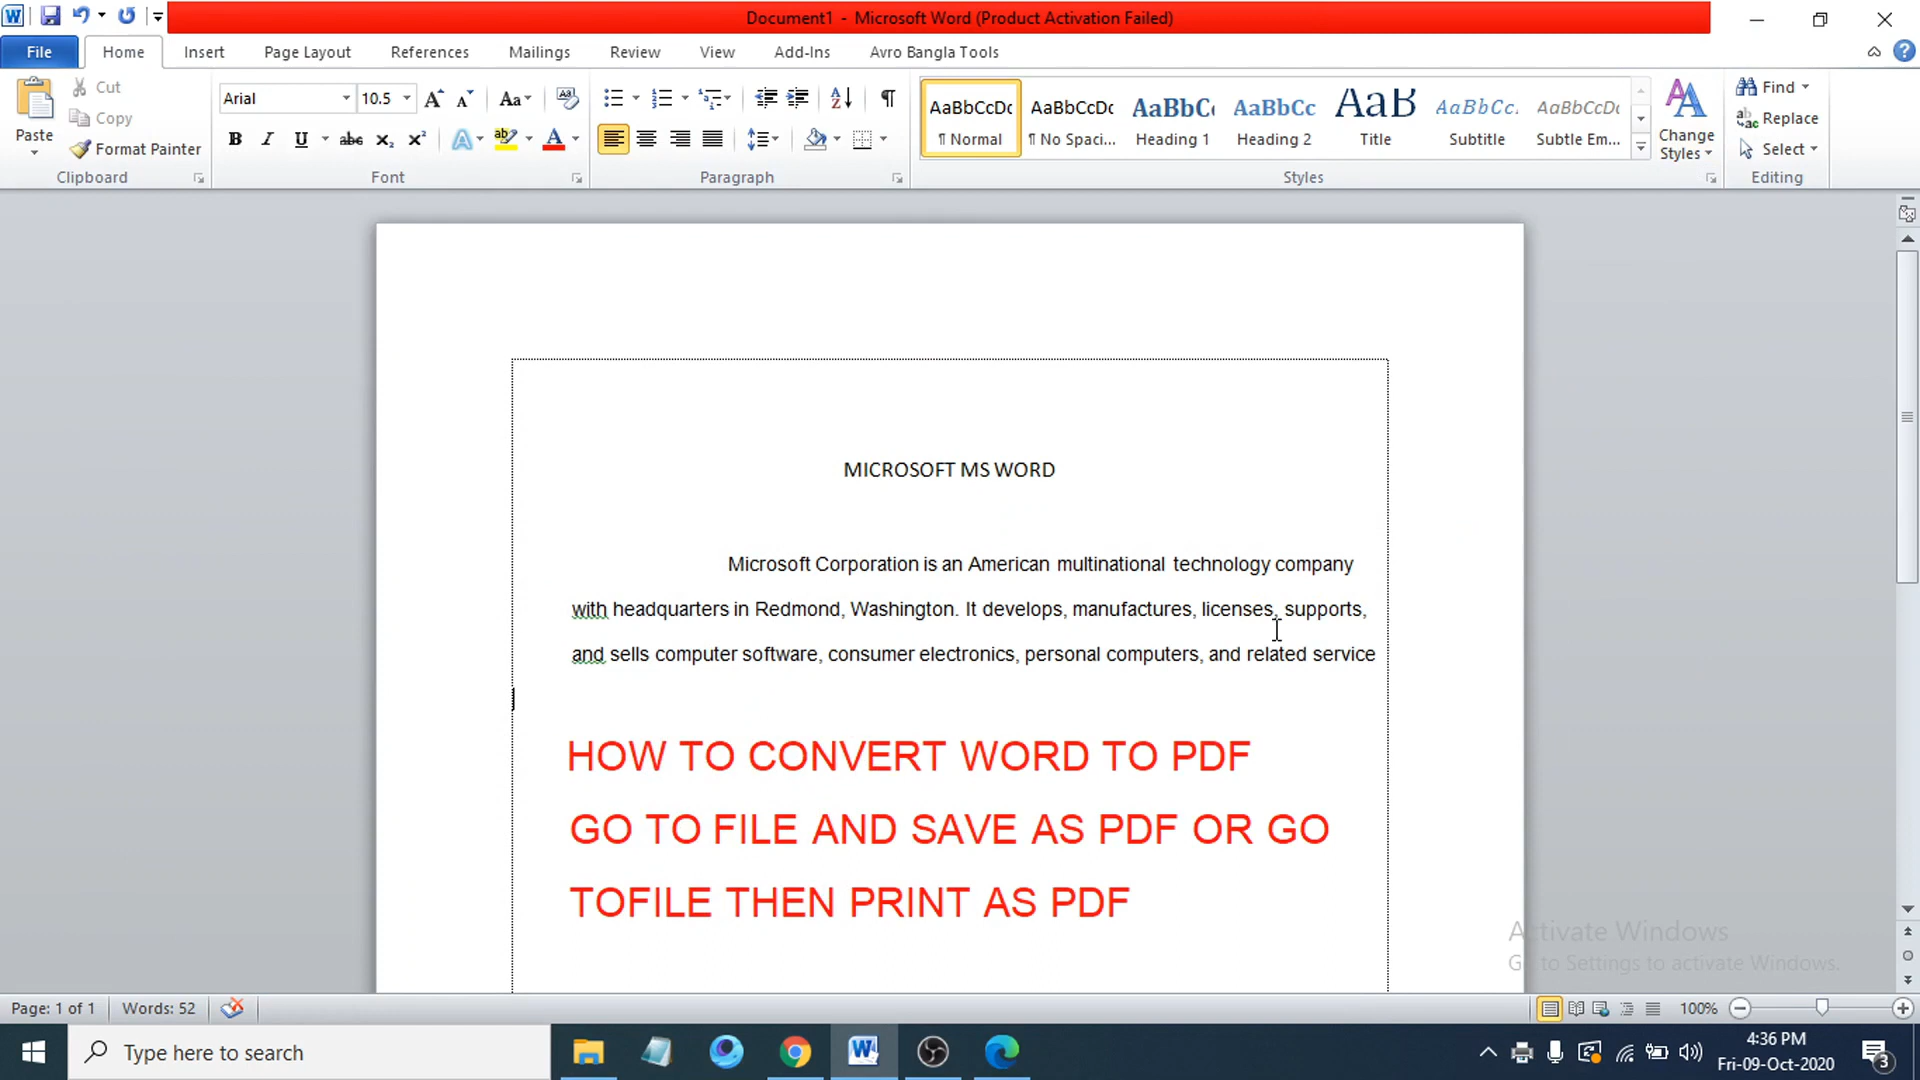 Document1 - Microsoft Word (Product Activation Failed)
File Home Insert Page Layout References Mailings Review View Add-Ins Avro Bangla Tools
Paste
Cut
Copy
Format Painter
Clipboard
Arial 10.5
Font
Paragraph
AaBbCcDc AaBbCcDc AaBbC AaBbCc AaB AaBbCc. AaBbCcDc
¶ Normal ¶ No Spaci... Heading 1 Heading 2 Title Subtitle Subtle Em...
Change Styles
Styles
Find
Replace
Select
Editing
MICROSOFT MS WORD
Microsoft Corporation is an American multinational technology company
with headquarters in Redmond, Washington. It develops, manufactures, licenses, supports,
and sells computer software, consumer electronics, personal computers, and related service
HOW TO CONVERT WORD TO PDF
GO TO FILE AND SAVE AS PDF OR GO
TOFILE THEN PRINT AS PDF
Activate Windows
Go to Settings to activate Windows.
Page: 1 of 1 Words: 52 100%
Type here to search
4:36 PM
Fri-09-Oct-2020
3